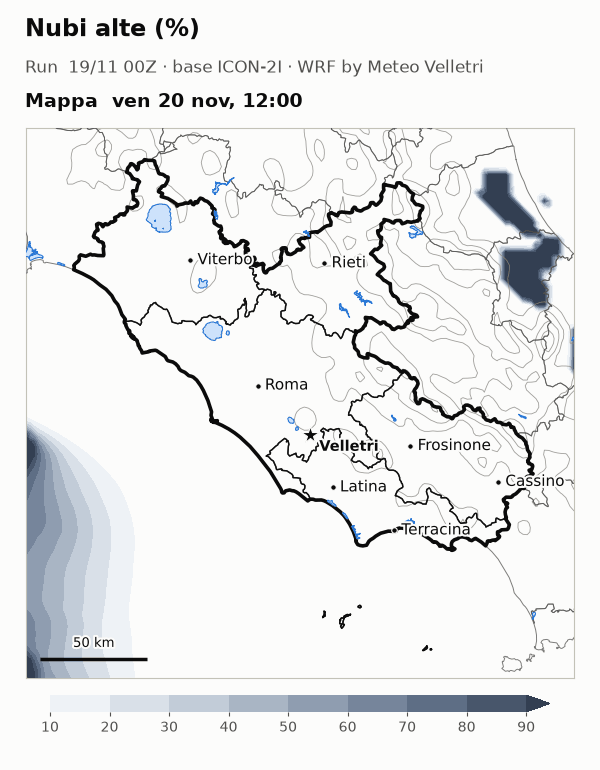 Nubi alte (%)
Run  19/11 00Z · base ICON-2I · WRF by Meteo Velletri
Mappa  ven 20 nov, 12:00
Viterbo
Rieti
Roma
Velletri
Frosinone
Latina
Cassino
Terracina
50 km
10 20 30 40 50 60 70 80 90